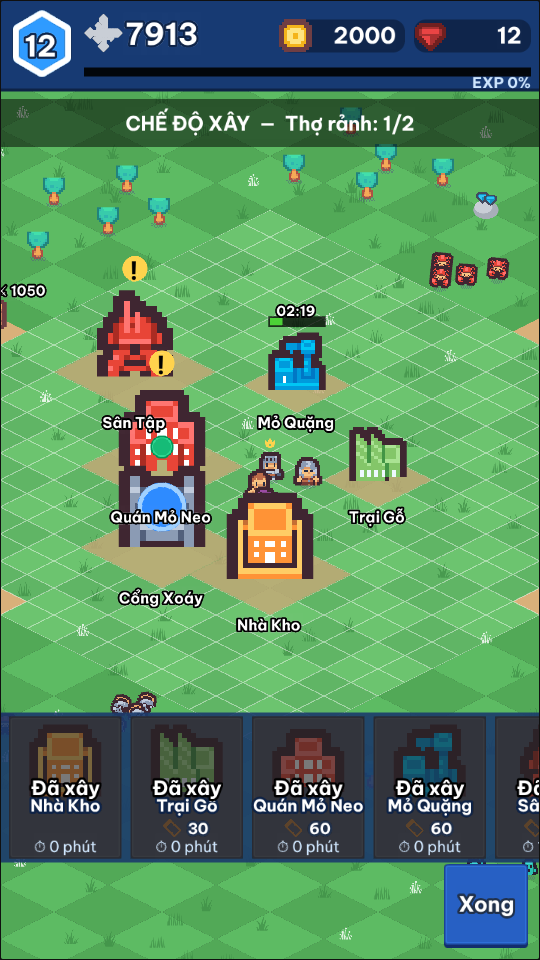 12 7913 2000 12
EXP 0%
CHẾ ĐỘ XÂY – Thợ rảnh: 1/2
!
1050
02:19
!
Sân Tập
Mỏ Quặng
Quán Mỏ Neo
Trại Gỗ
Cổng Xoáy
Nhà Kho
Đã xây
Nhà Kho
0 phút
Đã xây
Trại Gỗ
30
0 phút
Đã xây
Quán Mỏ Neo
60
0 phút
Đã xây
Mỏ Quặng
60
0 phút
Xong